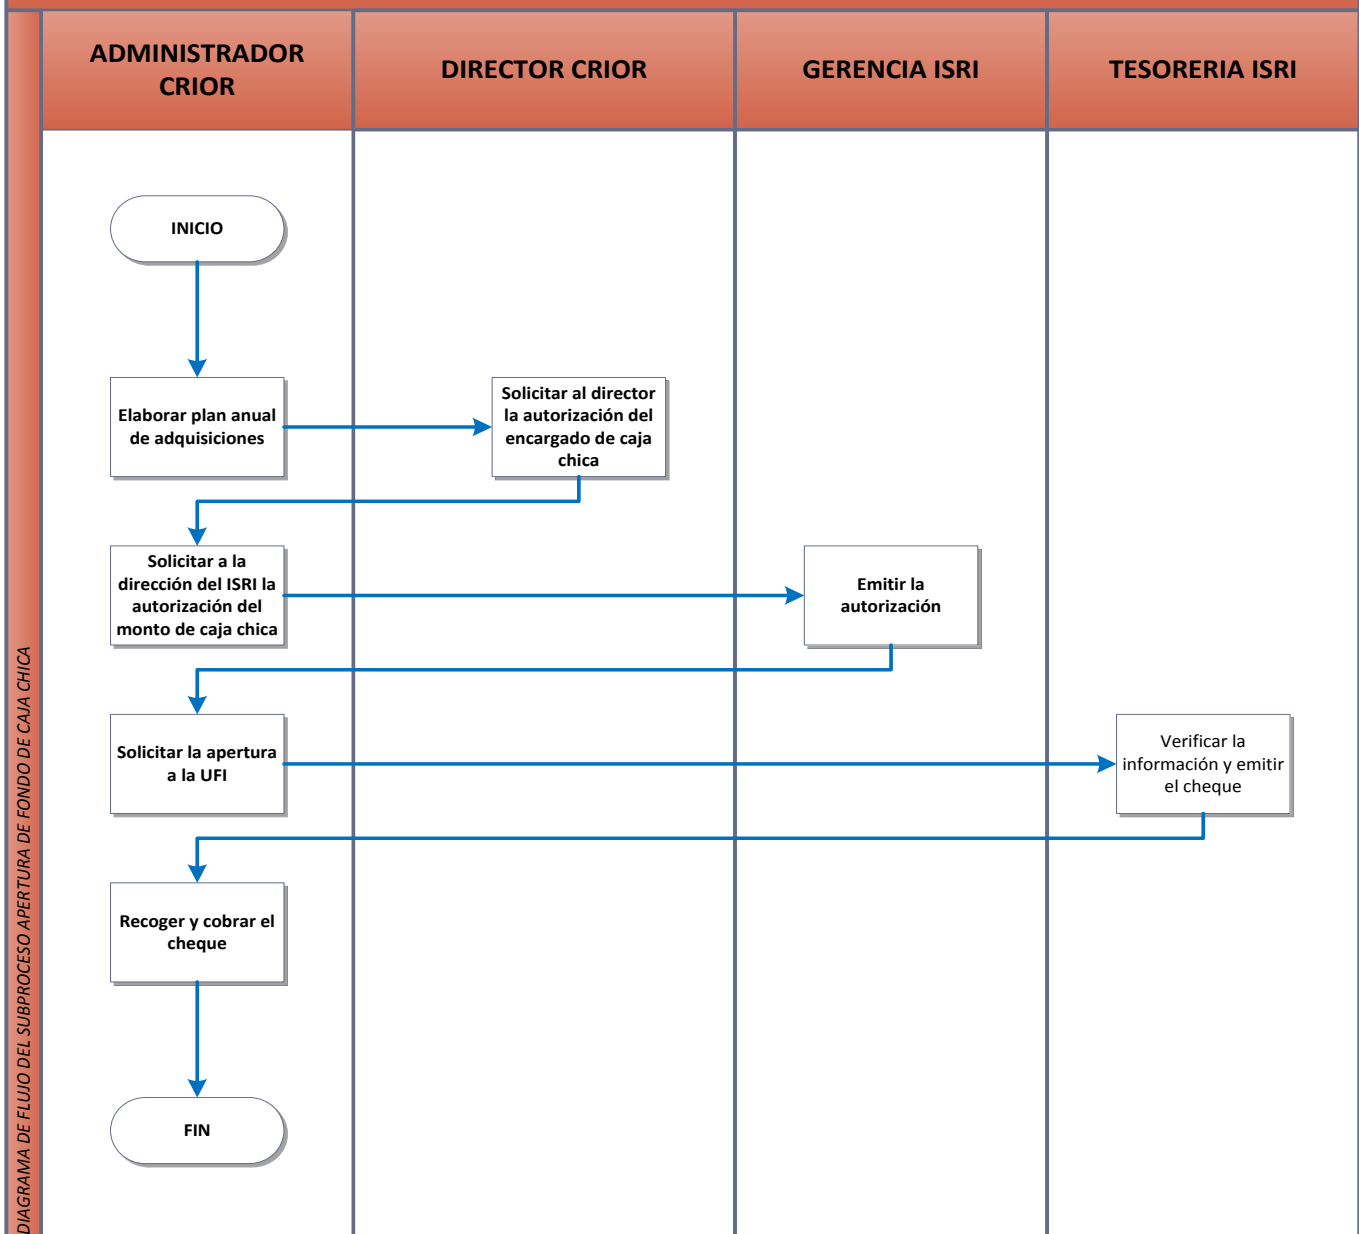 ADMINISTRADOR
CRIOR
DIRECTOR CRIOR
GERENCIA ISRI
TESORERIA ISRI
DIAGRAMA DE FLUJO DEL SUBPROCESO APERTURA DE FONDO DE CAJA CHICA
INICIO
Elaborar plan anual
de adquisiciones
Solicitar al director
la autorización del
encargado de caja
chica
Solicitar a la
dirección del ISRI la
autorización del
monto de caja chica
Emitir la
autorización
Solicitar la apertura
a la UFI
Verificar la
información y emitir
el cheque
Recoger y cobrar el
cheque
FIN